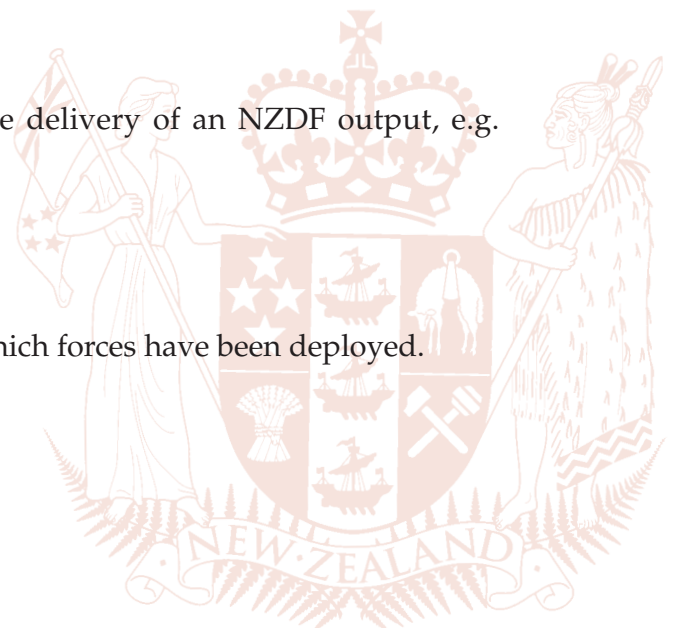 e delivery of an NZDF output, e.g.
hich forces have been deployed.
NEW·ZEALAND